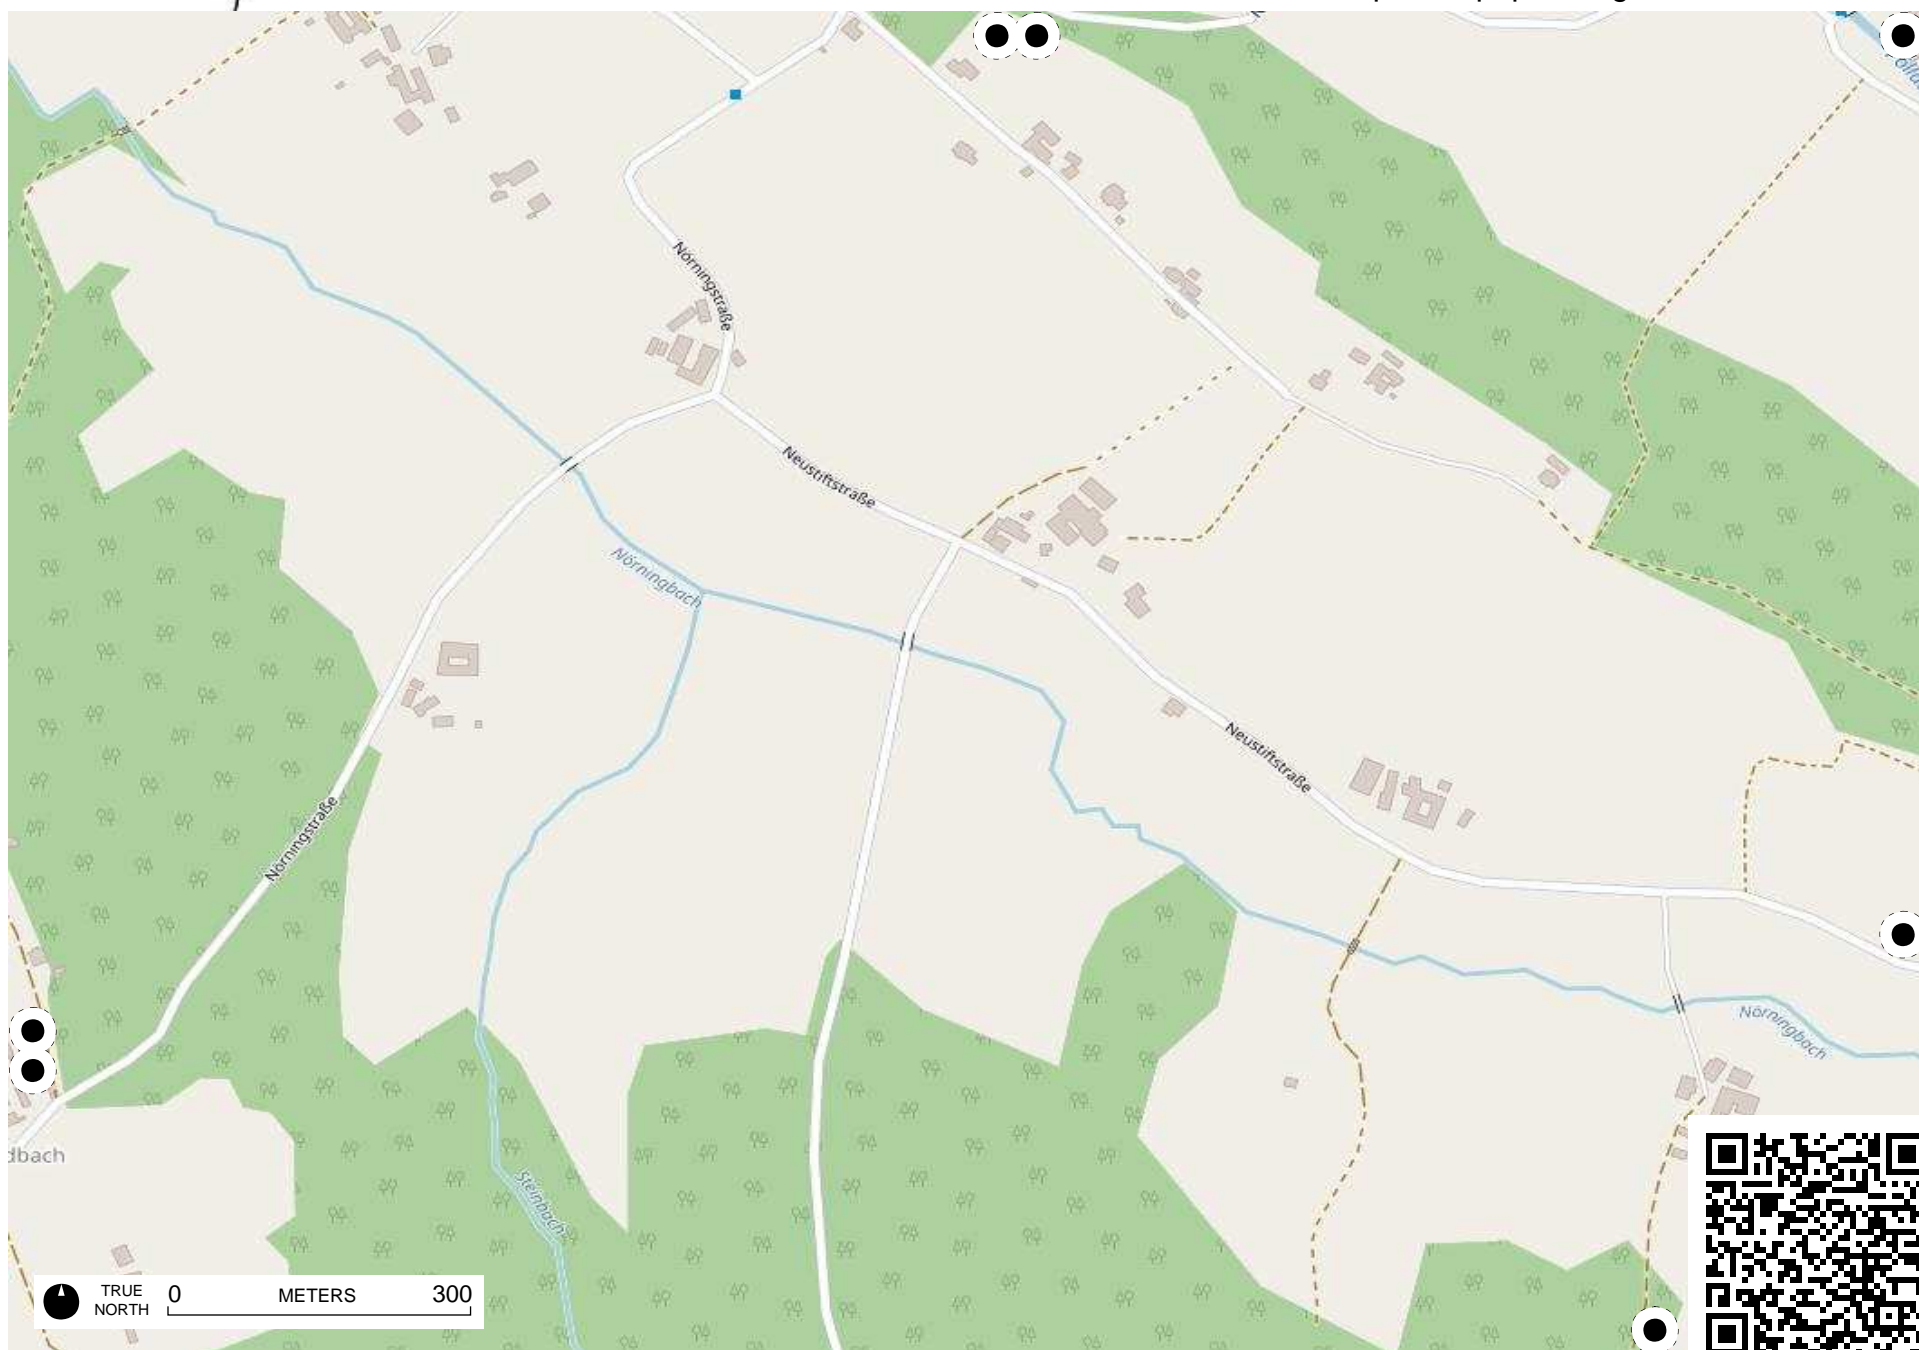 Nörningstraße
Neustiftstraße
Nörningbach
Neustiftstraße
Nörningstraße
Nörningbach
dbach
Steinbach
TRUE NORTH
0 METERS 300